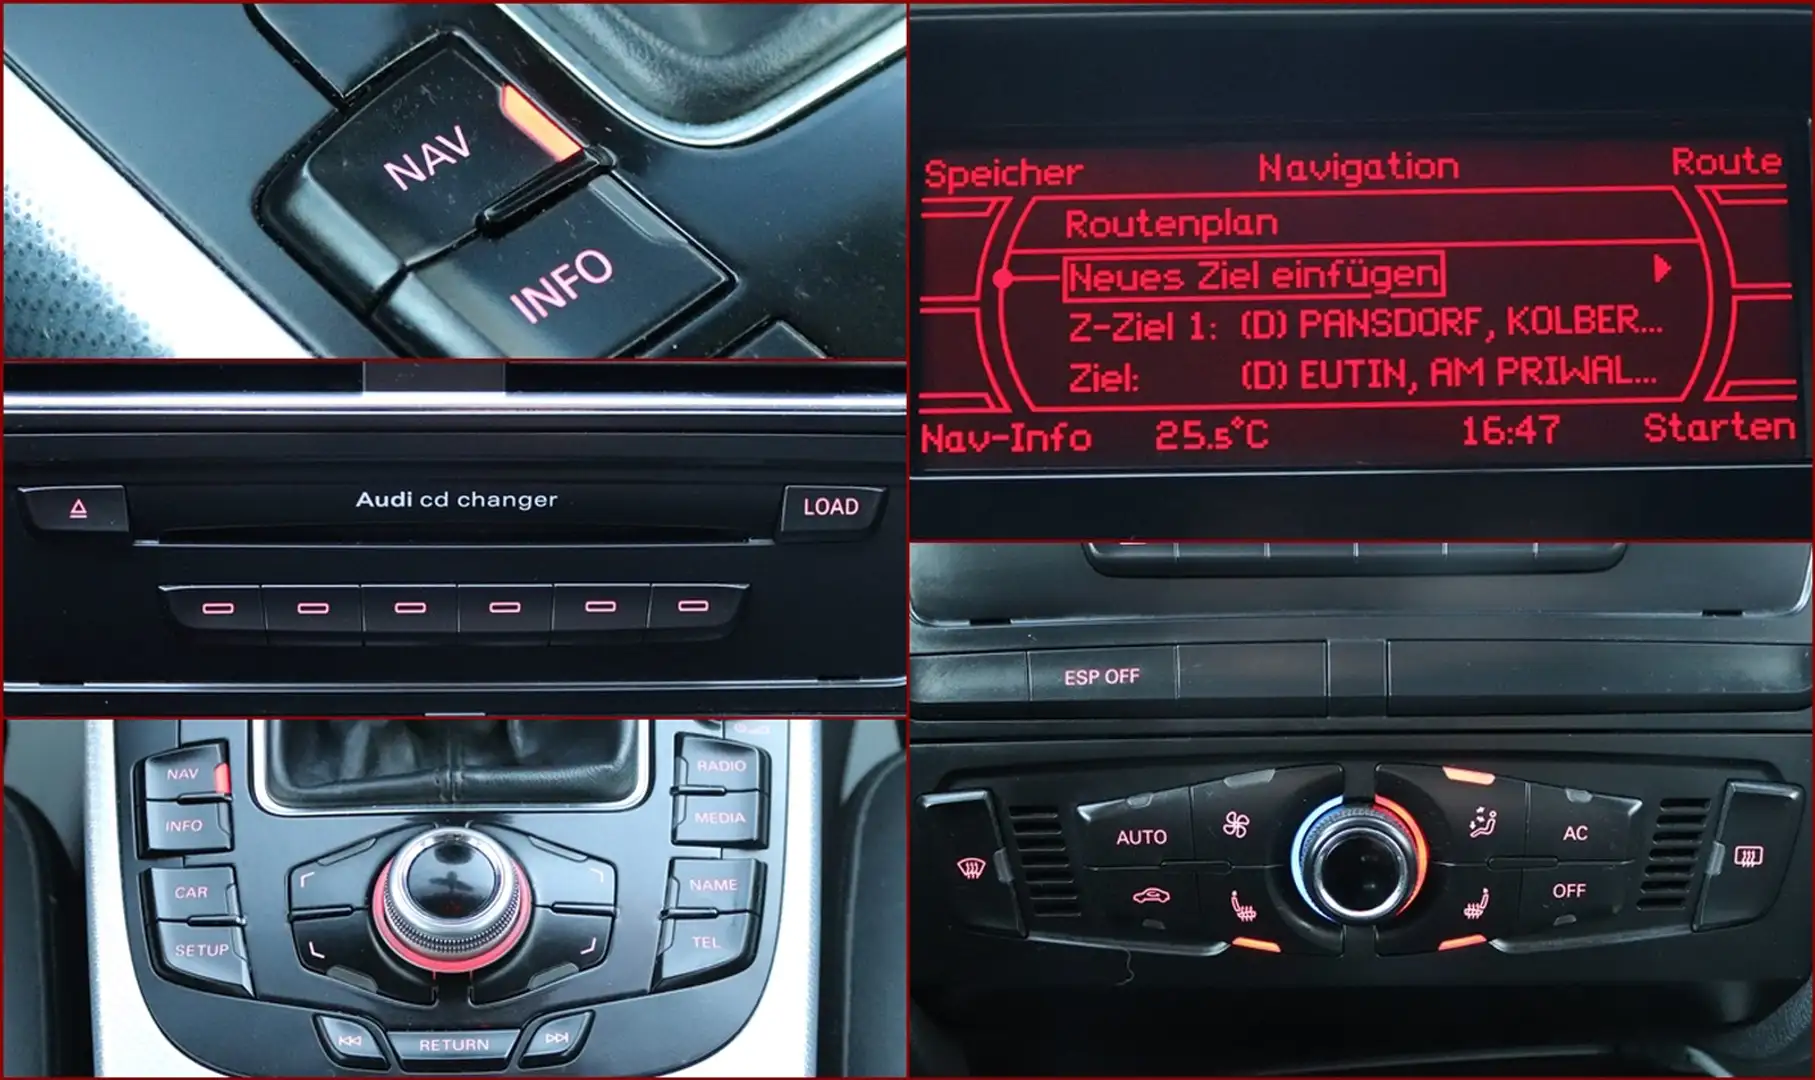 NAV
INFO
Audi cd changer
LOAD
NAV
INFO
CAR
SETUP
RADIO
MEDIA
NAME
TEL
RETURN
Speicher Navigation Route
Routenplan
Neues Ziel einfügen
Z-Ziel 1: (D) PANSDORF, KOLBER...
Ziel: (D) EUTIN, AM PRIWAL...
Nav-Info 25.5°C 16:47 Starten
ESP OFF
AUTO
AC
OFF